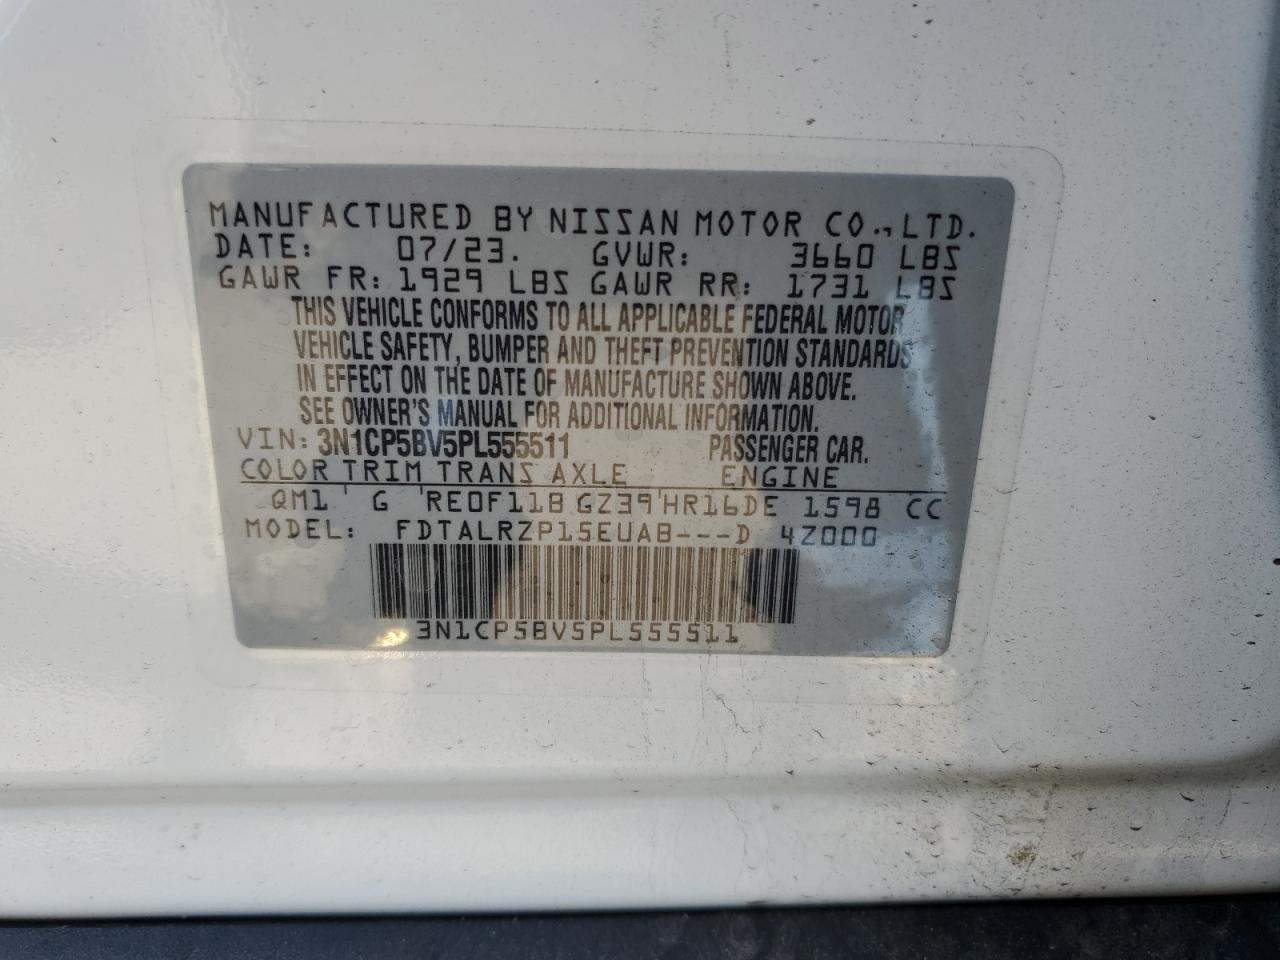 MANUFACTURED BY NISSAN MOTOR CO., LTD.
DATE: 07/23. GVWR: 3660 LBS
GAWR FR: 1929 LBS GAWR RR: 1731 LBS
THIS VEHICLE CONFORMS TO ALL APPLICABLE FEDERAL MOTOR
VEHICLE SAFETY, BUMPER AND THEFT PREVENTION STANDARDS
IN EFFECT ON THE DATE OF MANUFACTURE SHOWN ABOVE.
SEE OWNER'S MANUAL FOR ADDITIONAL INFORMATION.
VIN: 3N1CP5BV5PL555511 PASSENGER CAR.
COLOR TRIM TRANS AXLE ENGINE
QM1 ' G 'RE0F11B GZ39'HR16DE 1598 CC
MODEL: FDTALRZP15EUAB---D 4Z000
3N1CP5BV5PL555511